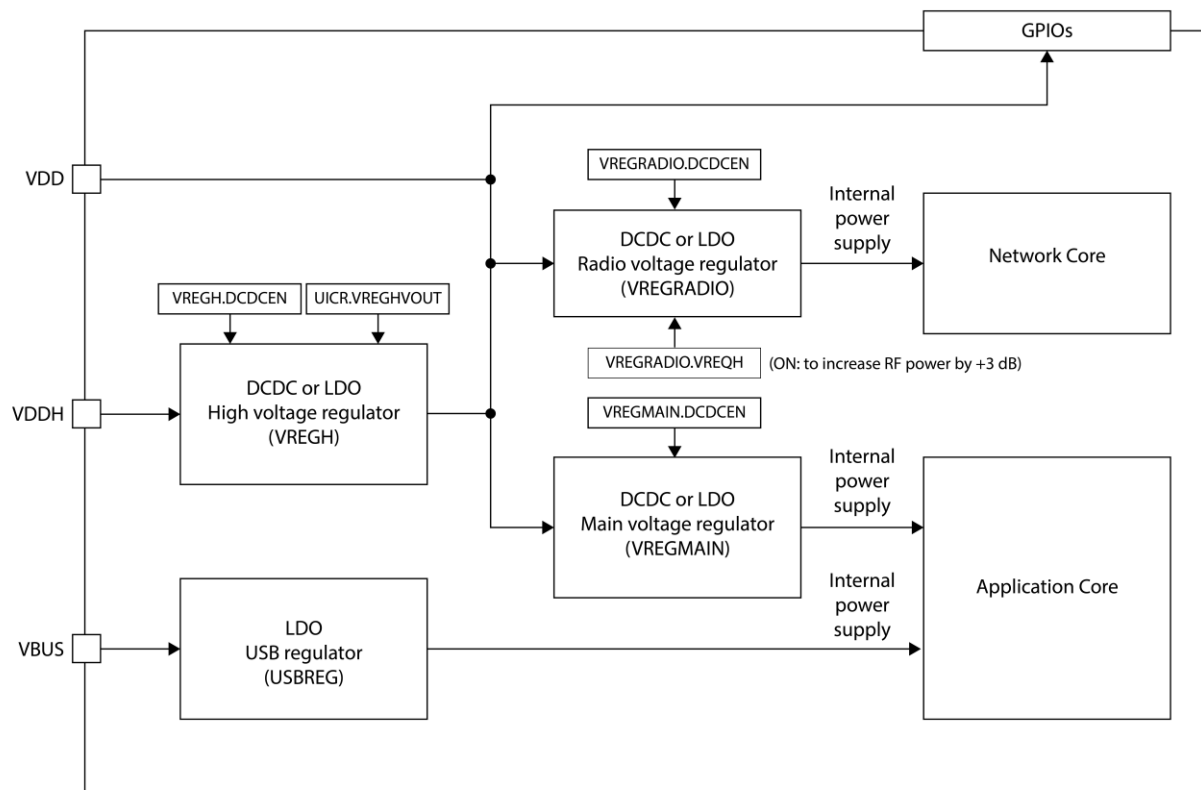 GPIOs
VDD
VREGRADIO.DCDCEN
Internal
power
supply
DCDC or LDO
Radio voltage regulator
(VREGRADIO)
Network Core
VREGH.DCDCEN
UICR.VREGHVOUT
VREGRADIO.VREQH
(ON: to increase RF power by +3 dB)
VDDH
DCDC or LDO
High voltage regulator
(VREGH)
VREGMAIN.DCDCEN
Internal
power
supply
DCDC or LDO
Main voltage regulator
(VREGMAIN)
Application Core
Internal
power
supply
VBUS
LDO
USB regulator
(USBREG)